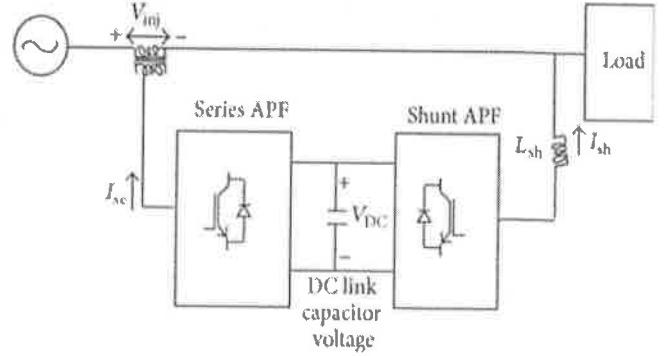 V_inj
+ −
Load
Series APF
Shunt APF
L_sh
I_sh
I_se
+
V_DC
−
DC link
capacitor
voltage